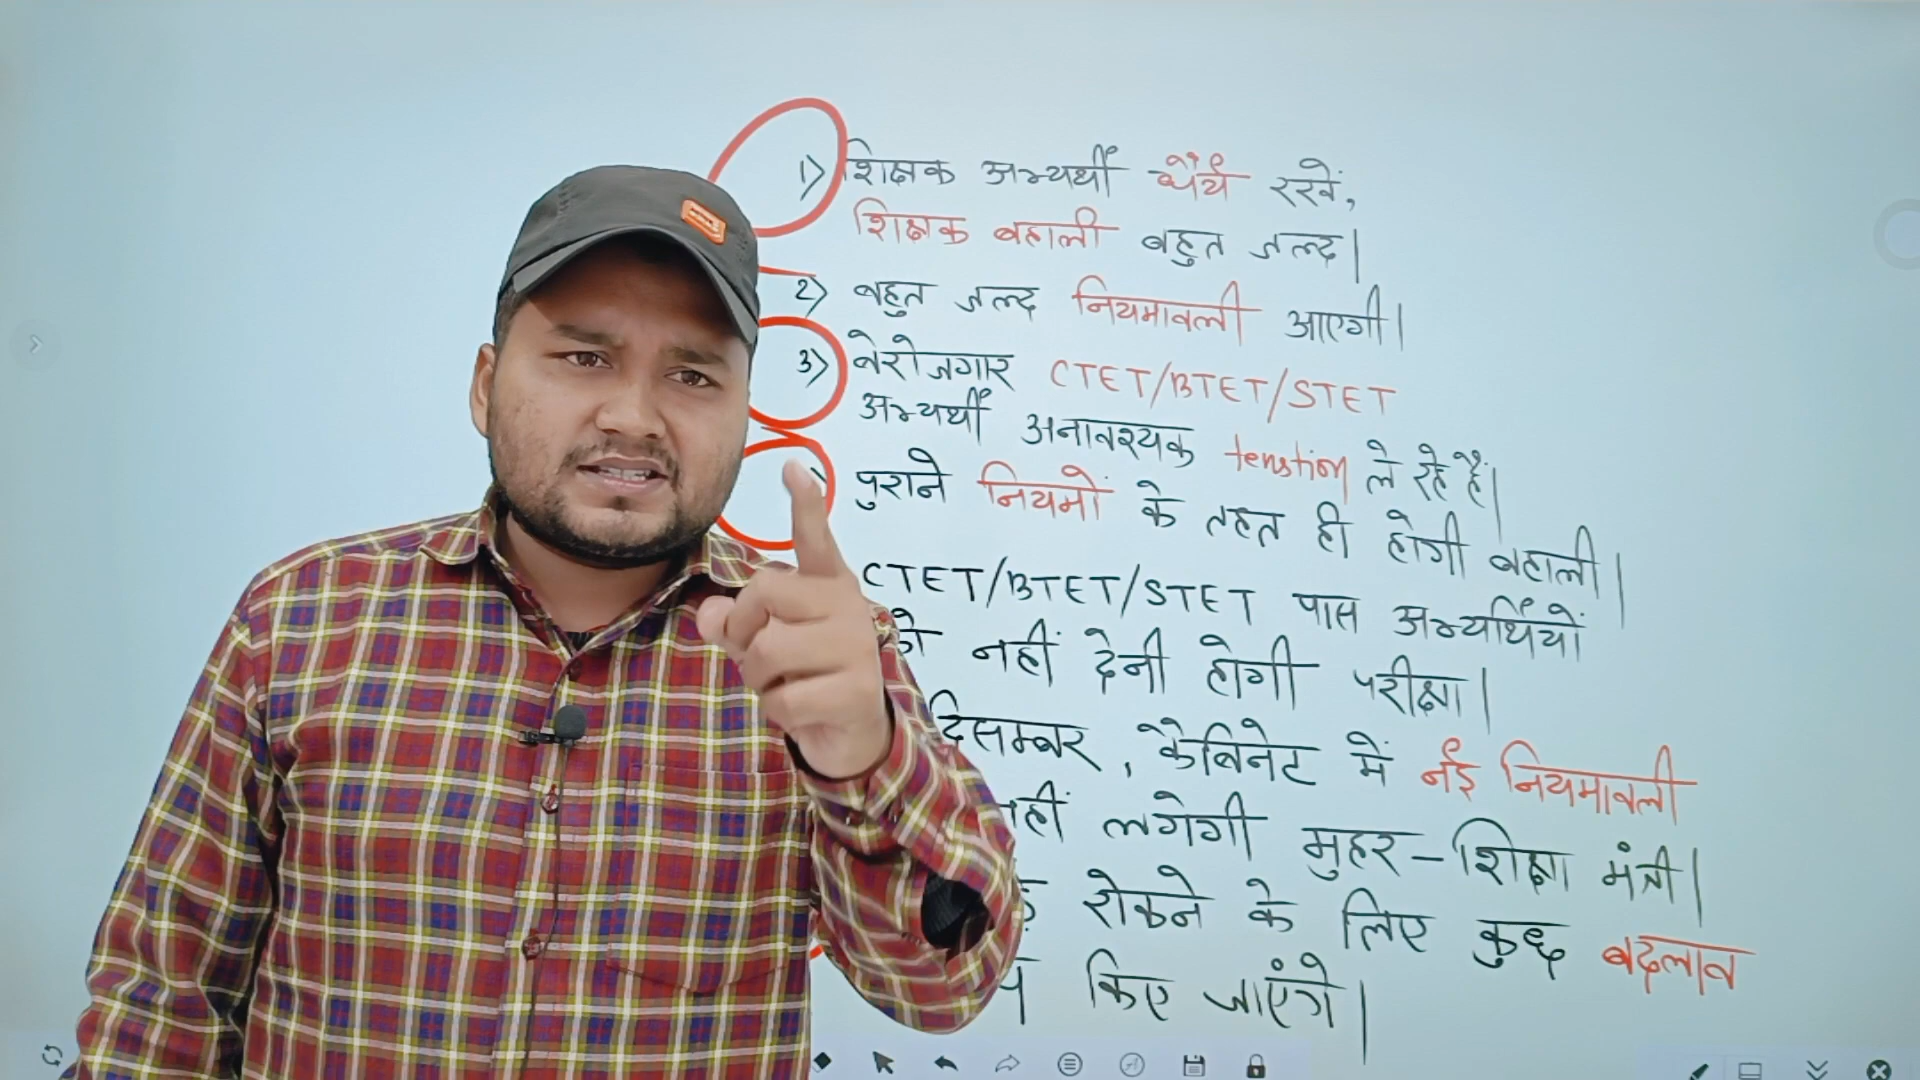 1) शिक्षक अभ्यर्थी धैर्य रखें,
शिक्षक बहाली बहुत जल्द|
2) बहुत जल्द नियमावली आएगी|
3) बेरोजगार CTET/BTET/STET
अभ्यर्थी अनावश्यक tenstion ले रहे हैं|
पुराने नियमों के तहत ही होगी बहाली|
CTET/BTET/STET पास अभ्यर्थियों
को नहीं देनी होगी परीक्षा|
दिसम्बर, कैबिनेट में नई नियमावली
नहीं लगेगी मुहर-शिक्षा मंत्री|
रोकने के लिए कुछ बदलाव
किए जाएंगे|